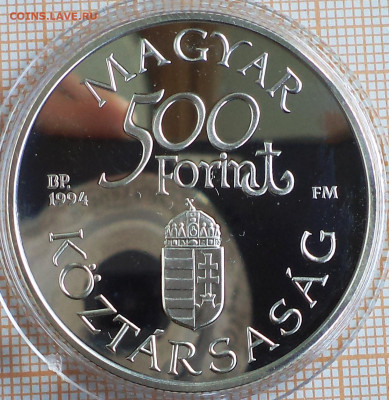 COINS.LAVE.RU
MAGYAR
500
Forint
BP.
1994
FM
KÖZTÁRSASÁG